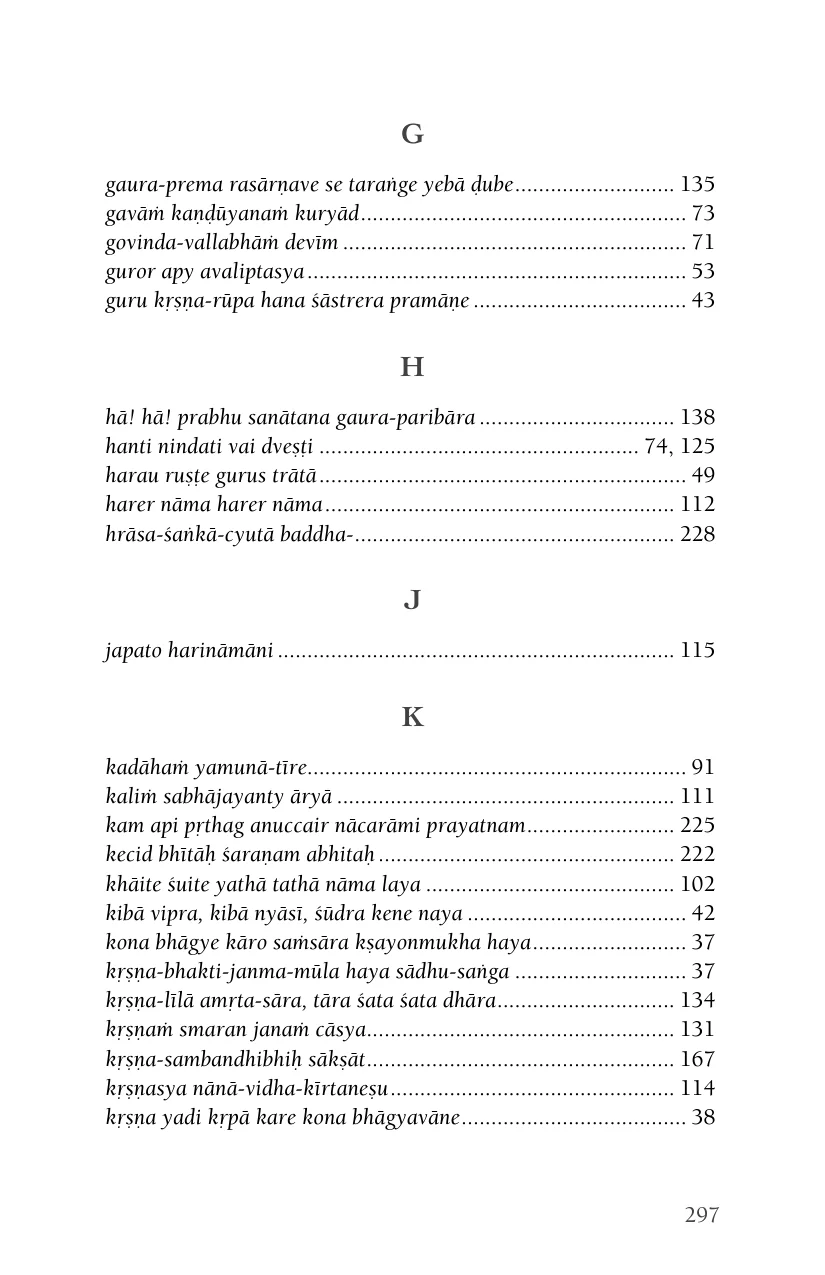 G
gaura-prema rasārṇave se taraṅge yebā ḍube........................... 135
gavāṁ kaṇḍūyanaṁ kuryād....................................................... 73
govinda-vallabhāṁ devīm .......................................................... 71
guror apy avaliptasya ................................................................ 53
guru kṛṣṇa-rūpa hana śāstrera pramāṇe .................................... 43
H
hā! hā! prabhu sanātana gaura-paribāra ................................. 138
hanti nindati vai dveṣṭi ...................................................... 74, 125
harau ruṣṭe gurus trātā .............................................................. 49
harer nāma harer nāma ........................................................... 112
hrāsa-śaṅkā-cyutā baddha-...................................................... 228
J
japato harināmāni ................................................................... 115
K
kadāhaṁ yamunā-tīre................................................................ 91
kaliṁ sabhājayanty āryā ......................................................... 111
kam api pṛthag anuccair nācarāmi prayatnam......................... 225
kecid bhītāḥ śaraṇam abhitaḥ .................................................. 222
khāite śuite yathā tathā nāma laya .......................................... 102
kibā vipra, kibā nyāsī, śūdra kene naya ..................................... 42
kona bhāgye kāro saṁsāra kṣayonmukha haya.......................... 37
kṛṣṇa-bhakti-janma-mūla haya sādhu-saṅga ............................. 37
kṛṣṇa-līlā amṛta-sāra, tāra śata śata dhāra.............................. 134
kṛṣṇaṁ smaran janaṁ cāsya.................................................... 131
kṛṣṇa-sambandhibhiḥ sākṣāt.................................................... 167
kṛṣṇasya nānā-vidha-kīrtaneṣu ................................................ 114
kṛṣṇa yadi kṛpā kare kona bhāgyavāne...................................... 38
297